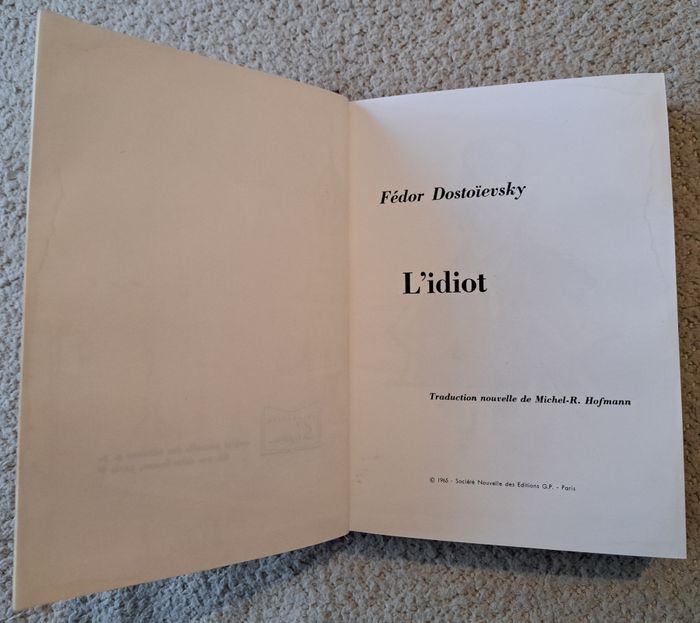 Fédor Dostoïevsky
L'idiot
Traduction nouvelle de Michel-R. Hofmann
© 1965 - Société Nouvelle des Editions G.P. - Paris